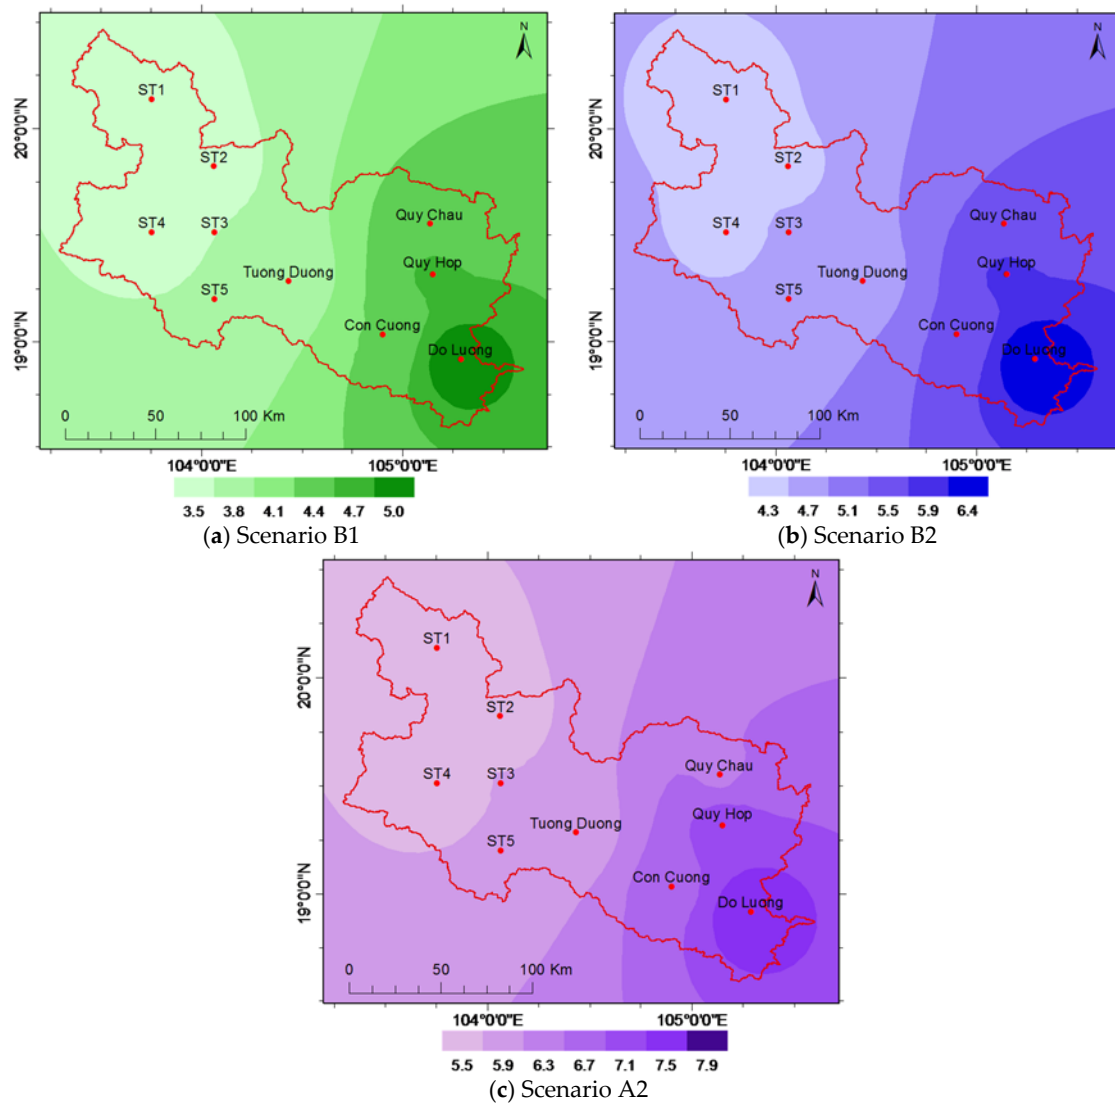 N
ST1
20°0'0"N
ST2
Quy Chau
ST4
ST3
Quy Hop
Tuong Duong
ST5
Con Cuong
19°0'0"N
Do Luong
0 50 100 Km
104°0'0"E 105°0'0"E
3.5 3.8 4.1 4.4 4.7 5.0
(a) Scenario B1
N
ST1
20°0'0"N
ST2
Quy Chau
ST4
ST3
Quy Hop
Tuong Duong
ST5
Con Cuong
19°0'0"N
Do Luong
0 50 100 Km
104°0'0"E 105°0'0"E
4.3 4.7 5.1 5.5 5.9 6.4
(b) Scenario B2
N
ST1
20°0'0"N
ST2
Quy Chau
ST4
ST3
Quy Hop
Tuong Duong
ST5
Con Cuong
19°0'0"N
Do Luong
0 50 100 Km
104°0'0"E 105°0'0"E
5.5 5.9 6.3 6.7 7.1 7.5 7.9
(c) Scenario A2